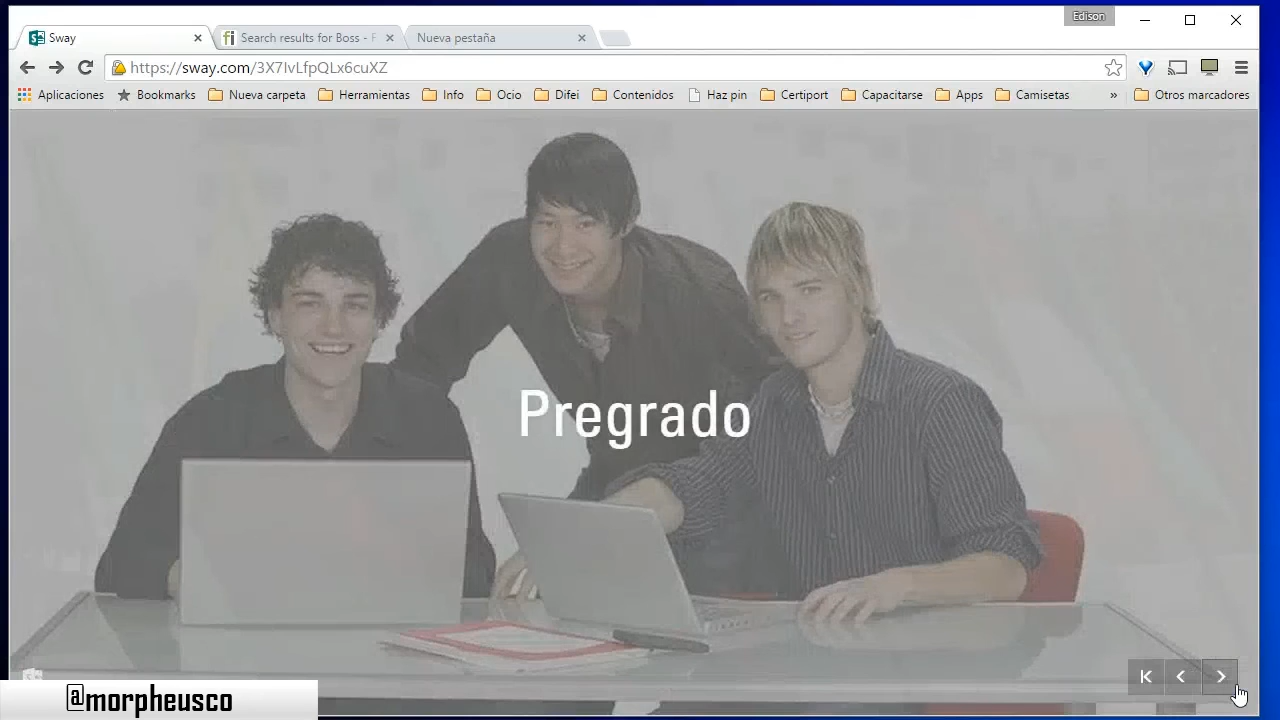 Edison
Sway
Search results for Boss - F
Nueva pestaña
https://sway.com/3X7IvLfpQLx6cuXZ
Aplicaciones Bookmarks Nueva carpeta Herramientas Info Ocio Difei Contenidos Haz pin Certiport Capacitarse Apps Camisetas » Otros marcadores
Pregrado
@morpheusco